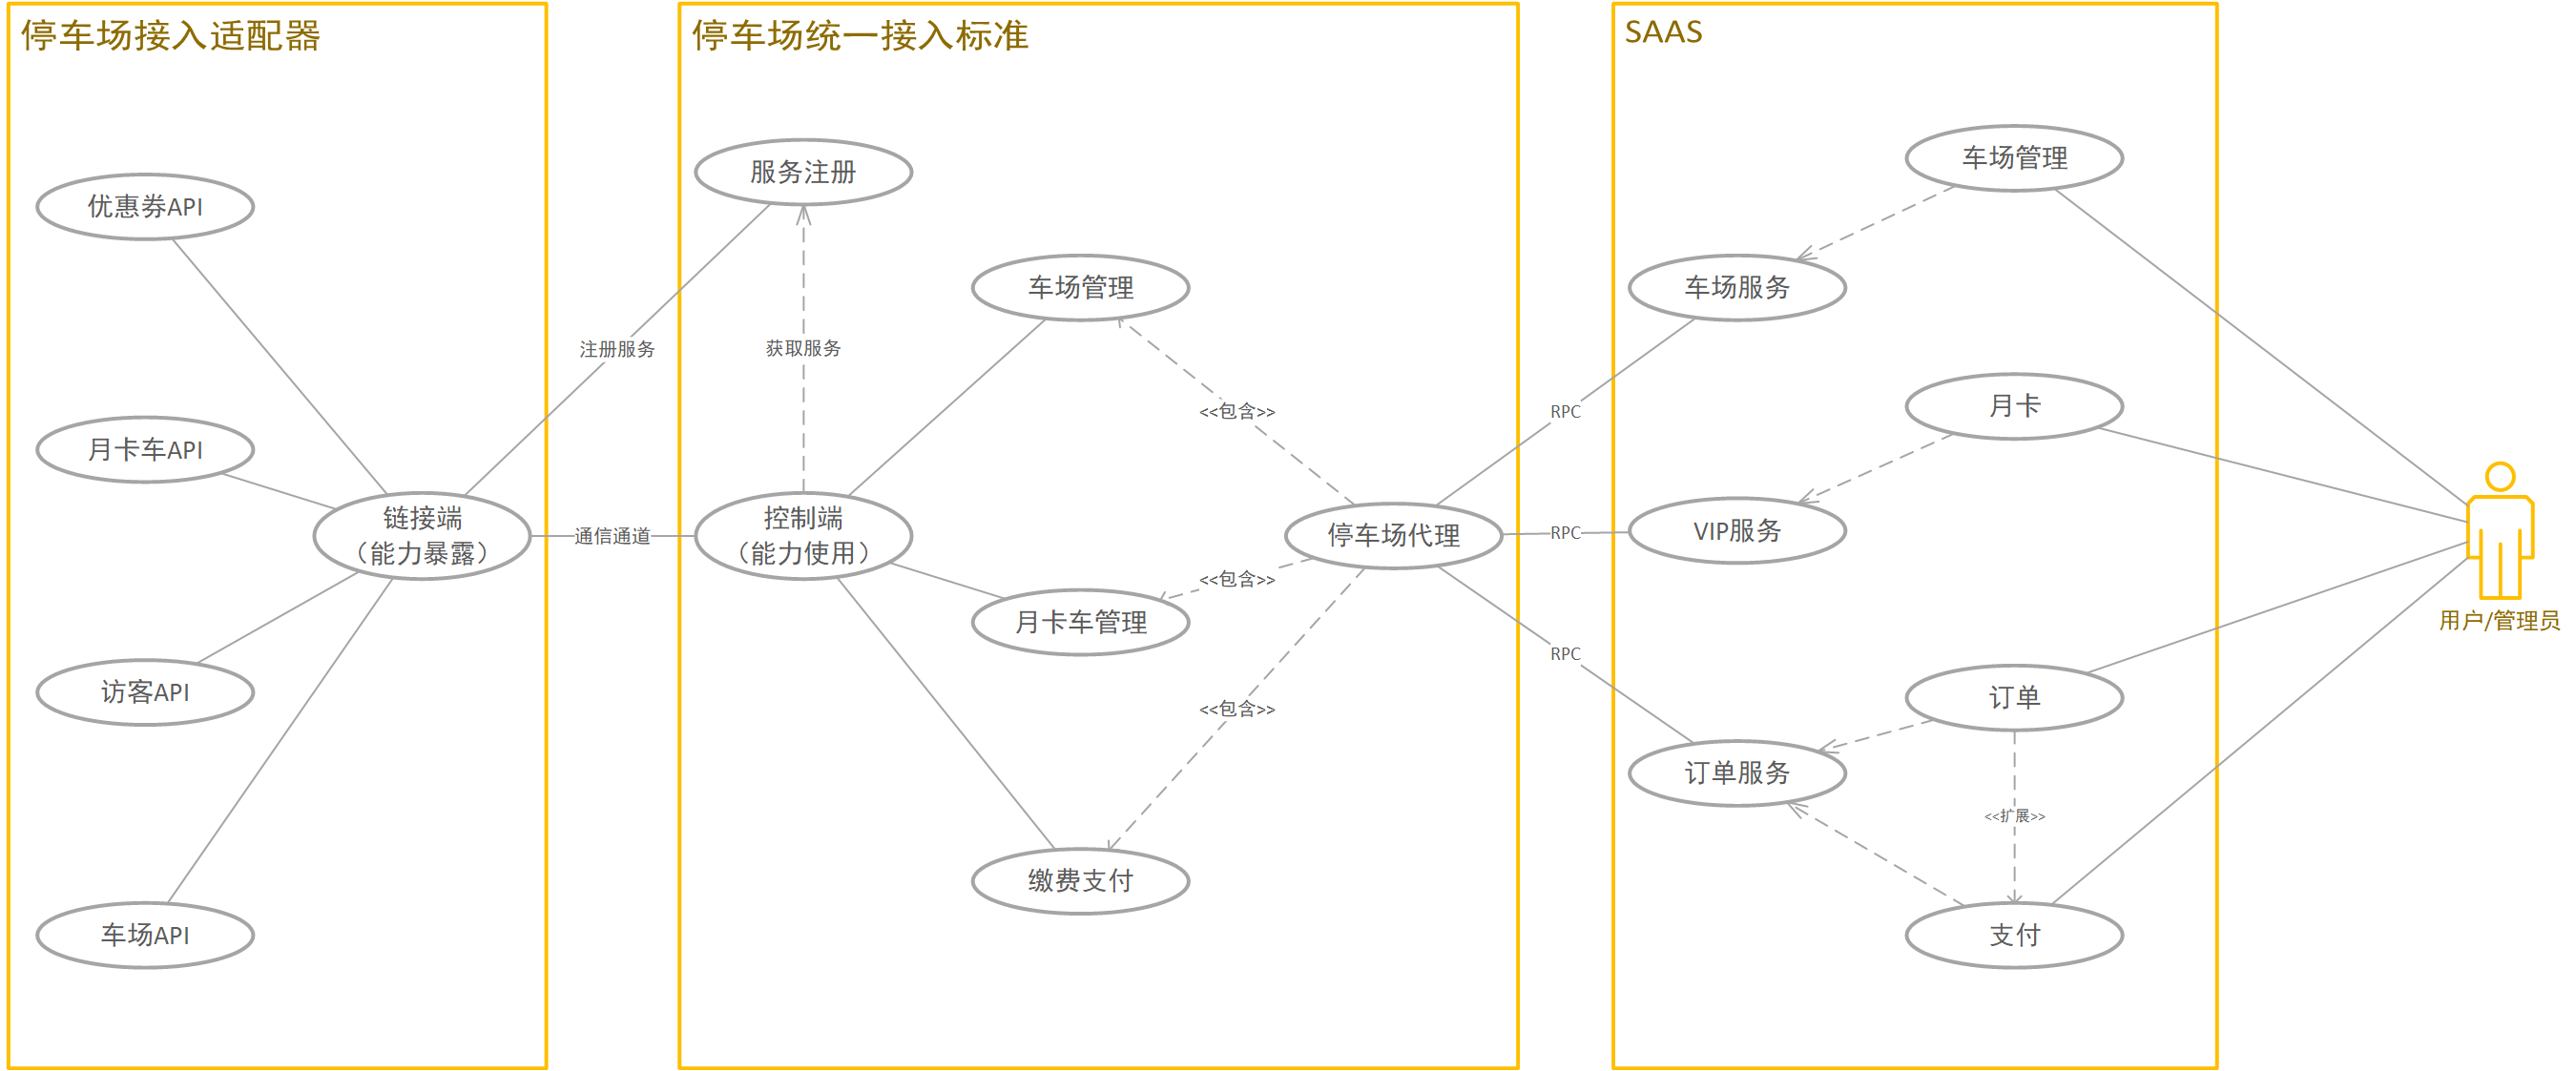 停车场接入适配器
优惠券API
月卡车API
链接端
（能力暴露）
访客API
车场API
注册服务
通信通道
停车场统一接入标准
服务注册
获取服务
车场管理
<<包含>>
控制端
（能力使用）
停车场代理
<<包含>>
月卡车管理
<<包含>>
缴费支付
RPC
RPC
RPC
SAAS
车场管理
车场服务
月卡
VIP服务
订单
订单服务
<<扩展>>
支付
用户/管理员